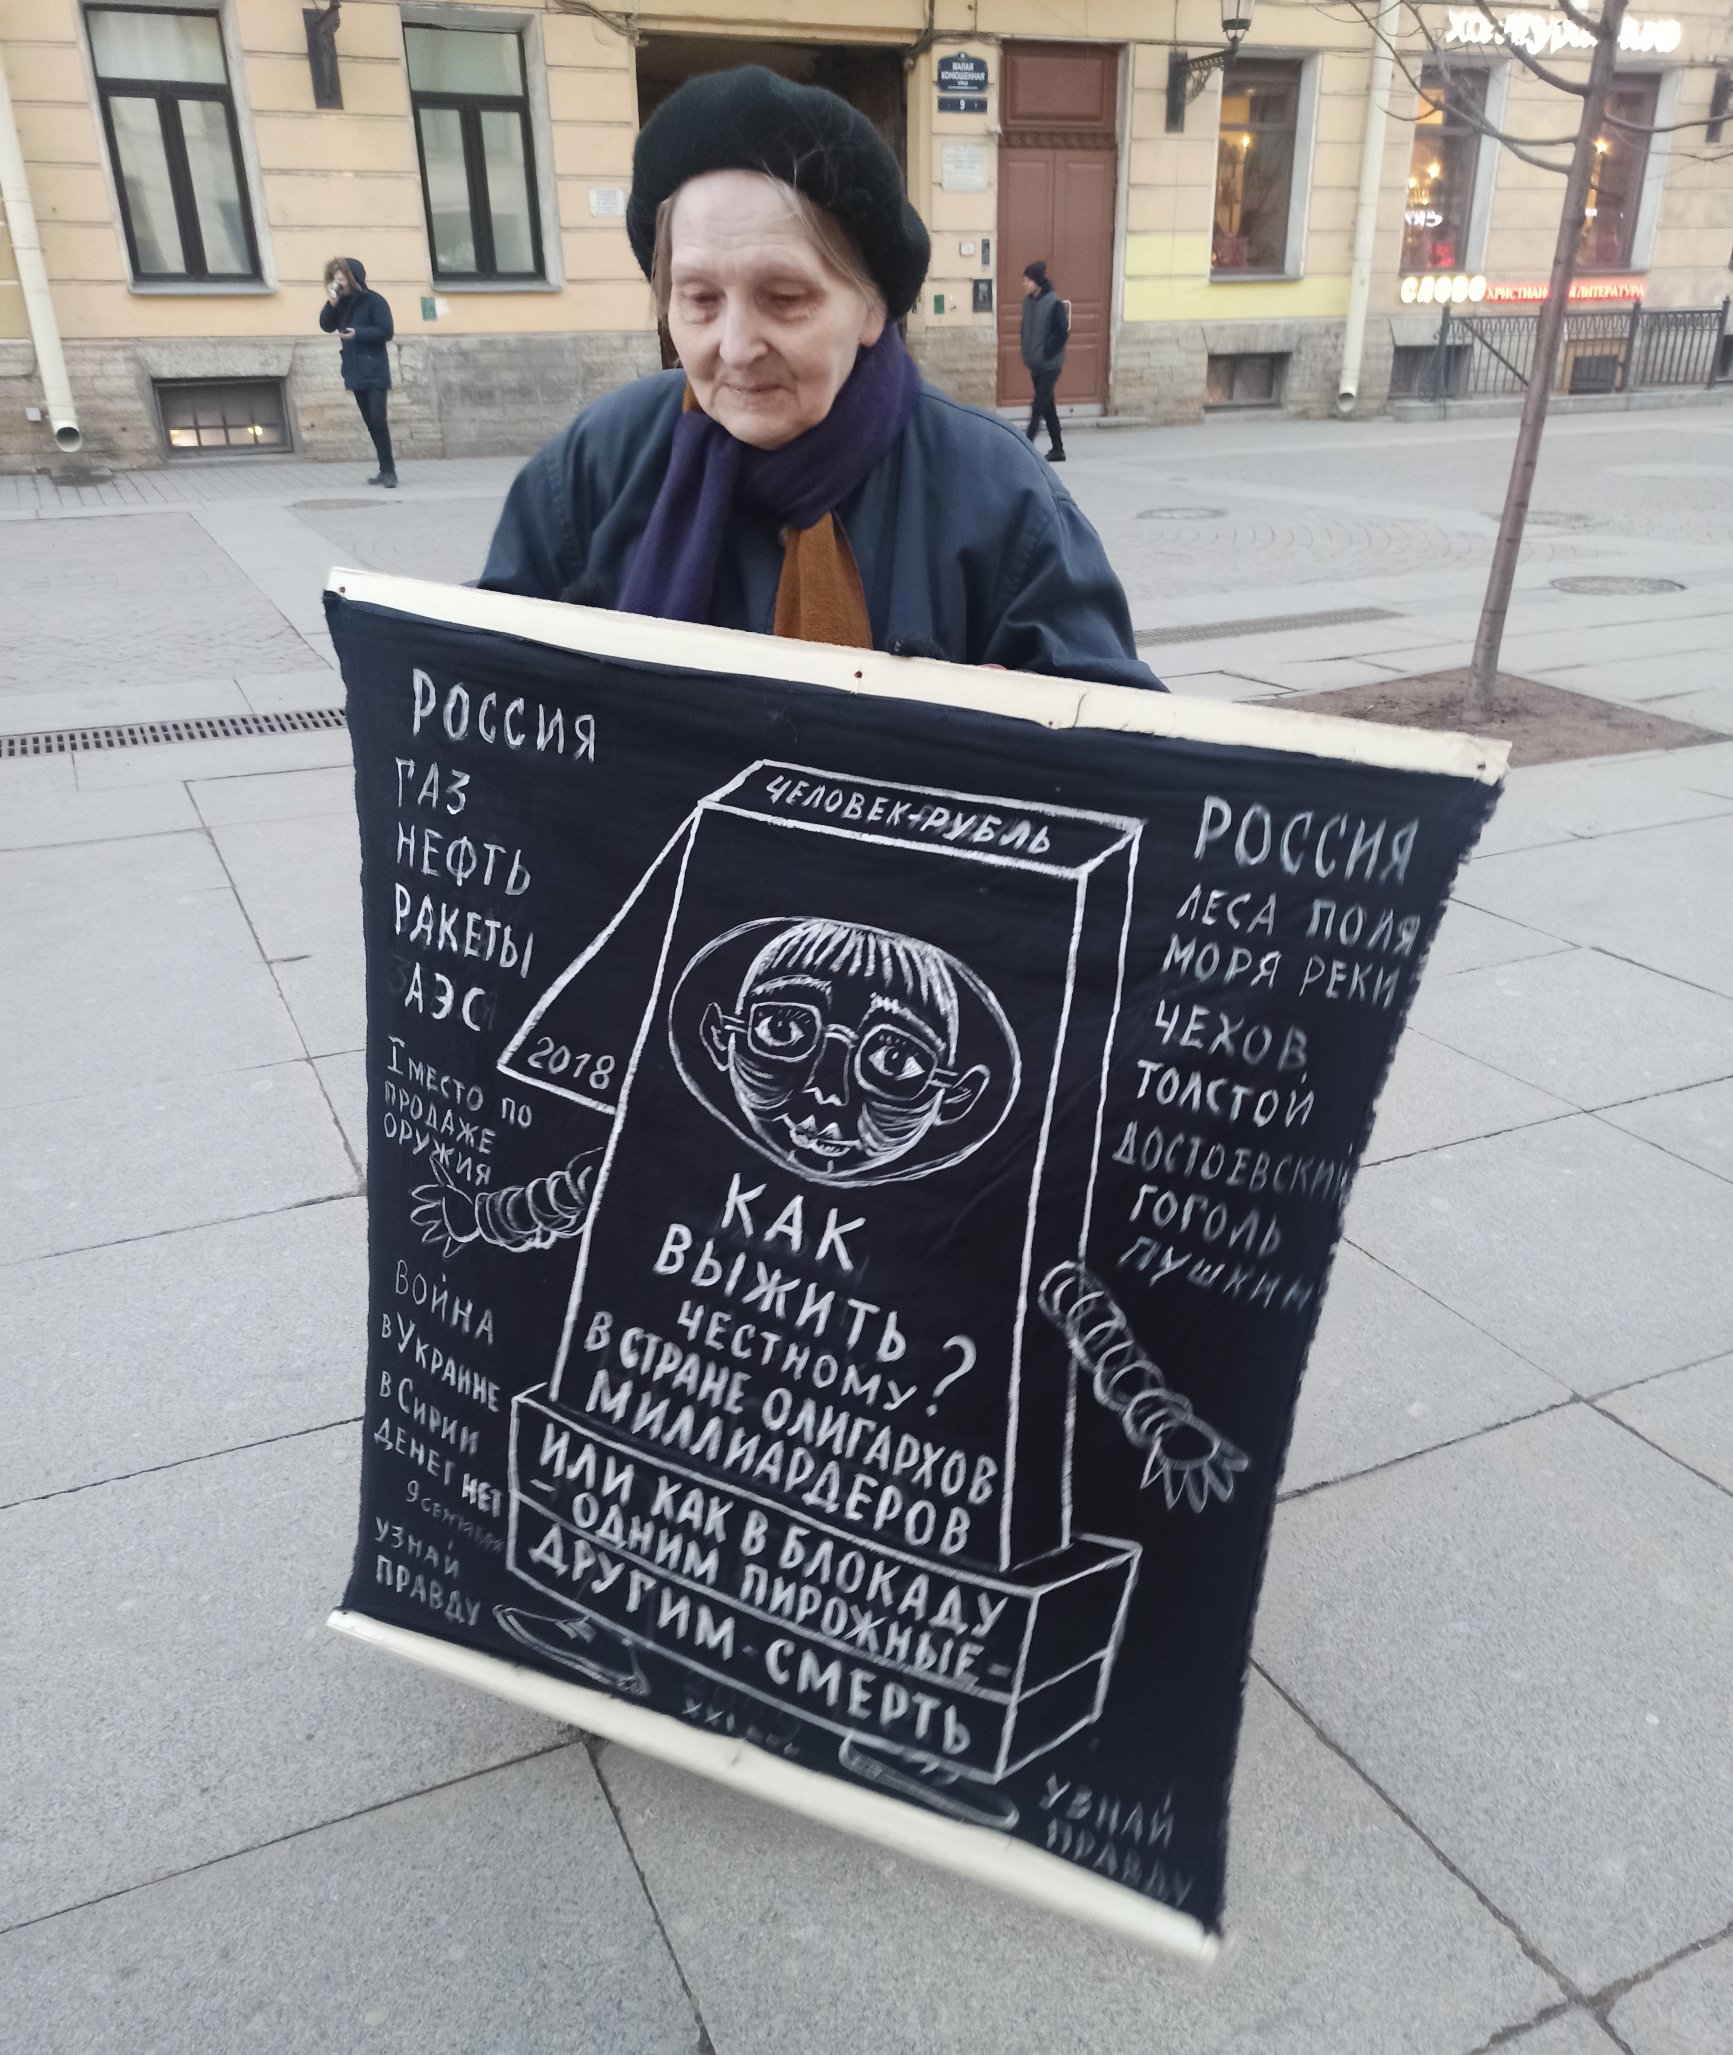 МАЛАЯ
КОНЮШЕННАЯ
9
СЛОВО
ХРИСТИАНСКАЯ ЛИТЕРАТУРА
РОССИЯ
ГАЗ
НЕФТЬ
РАКЕТЫ
АЭС
I МЕСТО ПО
ПРОДАЖЕ
ОРУЖИЯ
ВОЙНА
В УКРАИНЕ
В СИРИИ
ДЕНЕГ НЕТ
9 сентября
УЗНАЙ
ПРАВДУ
ЧЕЛОВЕК-РУБЛЬ
2018
КАК
ВЫЖИТЬ
ЧЕСТНОМУ?
В СТРАНЕ ОЛИГАРХОВ
МИЛЛИАРДЕРОВ
ИЛИ КАК В БЛОКАДУ
– ОДНИМ ПИРОЖНЫЕ –
ДРУГИМ - СМЕРТЬ
РОССИЯ
ЛЕСА ПОЛЯ
МОРЯ РЕКИ
ЧЕХОВ
ТОЛСТОЙ
ДОСТОЕВСКИЙ
ГОГОЛЬ
ПУШКИН
УЗНАЙ
ПРАВДУ